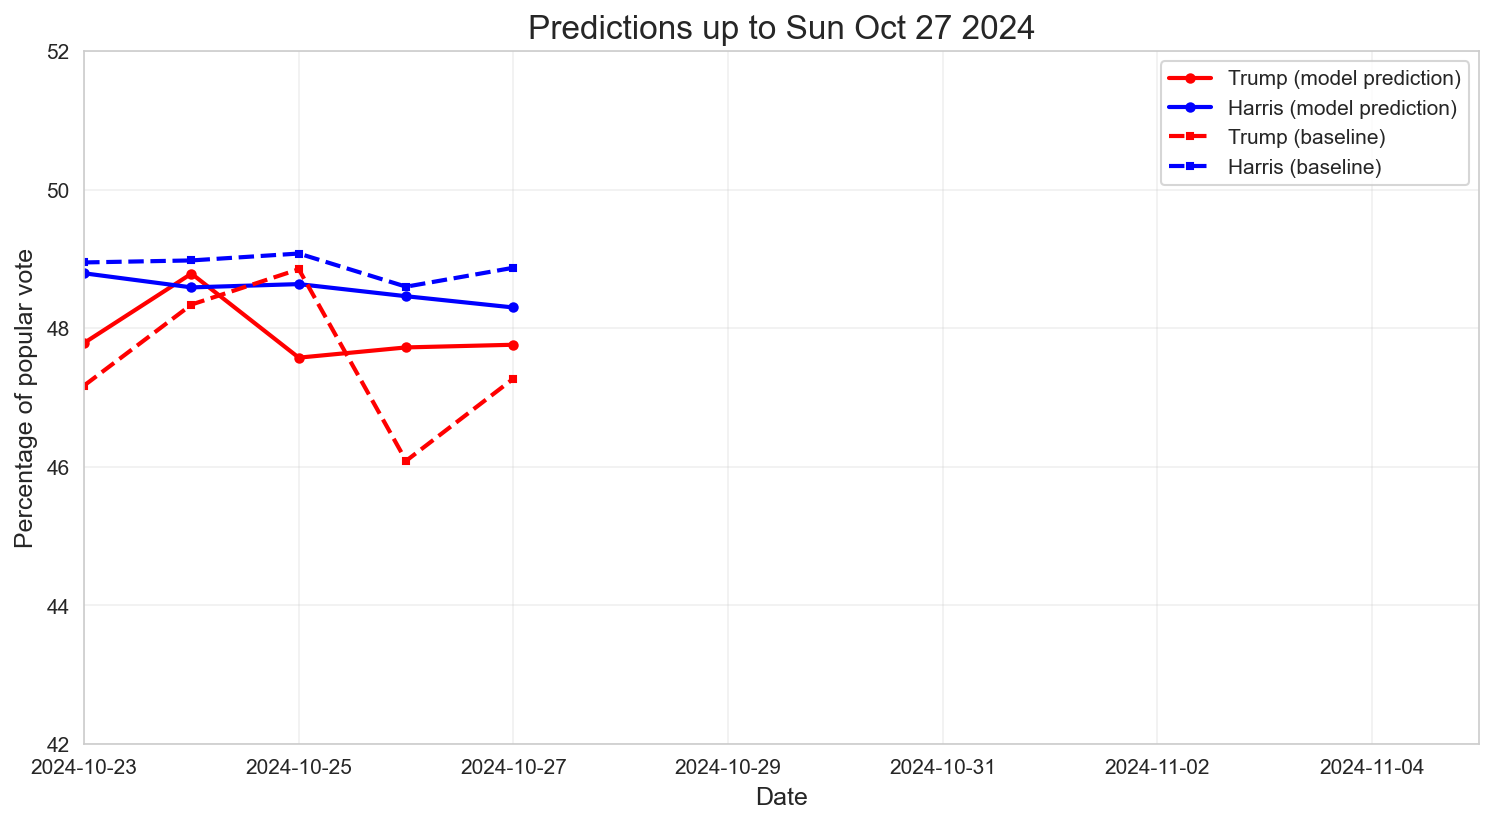 Predictions up to Sun Oct 27 2024
52
50
48
46
44
42
Percentage of popular vote
Trump (model prediction)
Harris (model prediction)
Trump (baseline)
Harris (baseline)
2024-10-23 2024-10-25 2024-10-27 2024-10-29 2024-10-31 2024-11-02 2024-11-04
Date